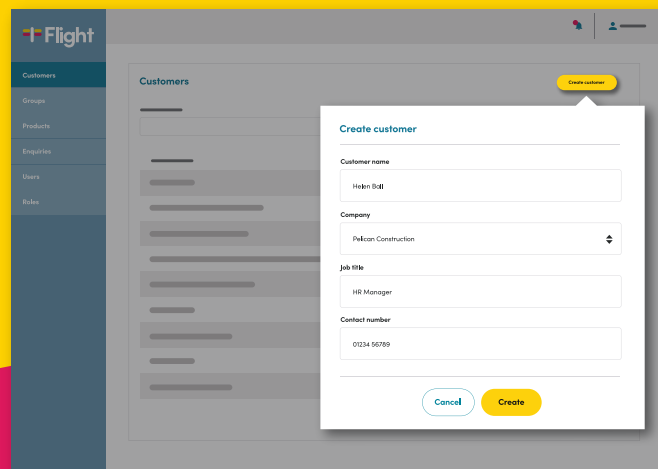 Flight
Customers
Groups
Products
Enquiries
Users
Roles
Customers
Create customer
Create customer
Customer name
Helen Ball
Company
Pelican Construction
Job title
HR Manager
Contact number
01234 56789
Cancel
Create